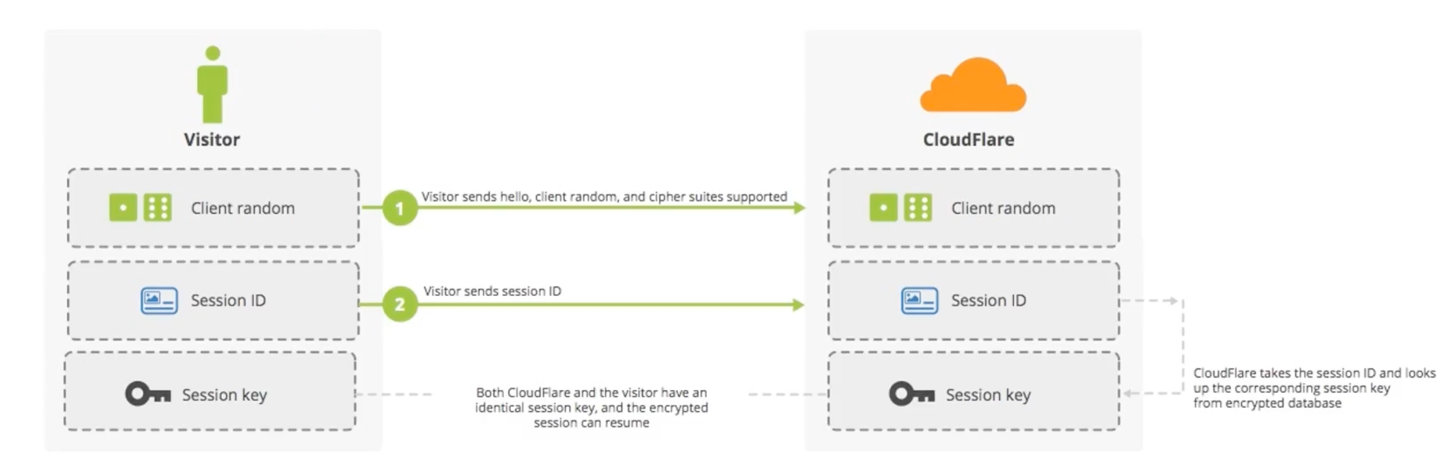 Visitor
CloudFlare
Client random
1
Visitor sends hello, client random, and cipher suites supported
Client random
Session ID
2
Visitor sends session ID
Session ID
Session key
Both CloudFlare and the visitor have an
identical session key, and the encrypted
session can resume
Session key
CloudFlare takes the session ID and looks
up the corresponding session key
from encrypted database